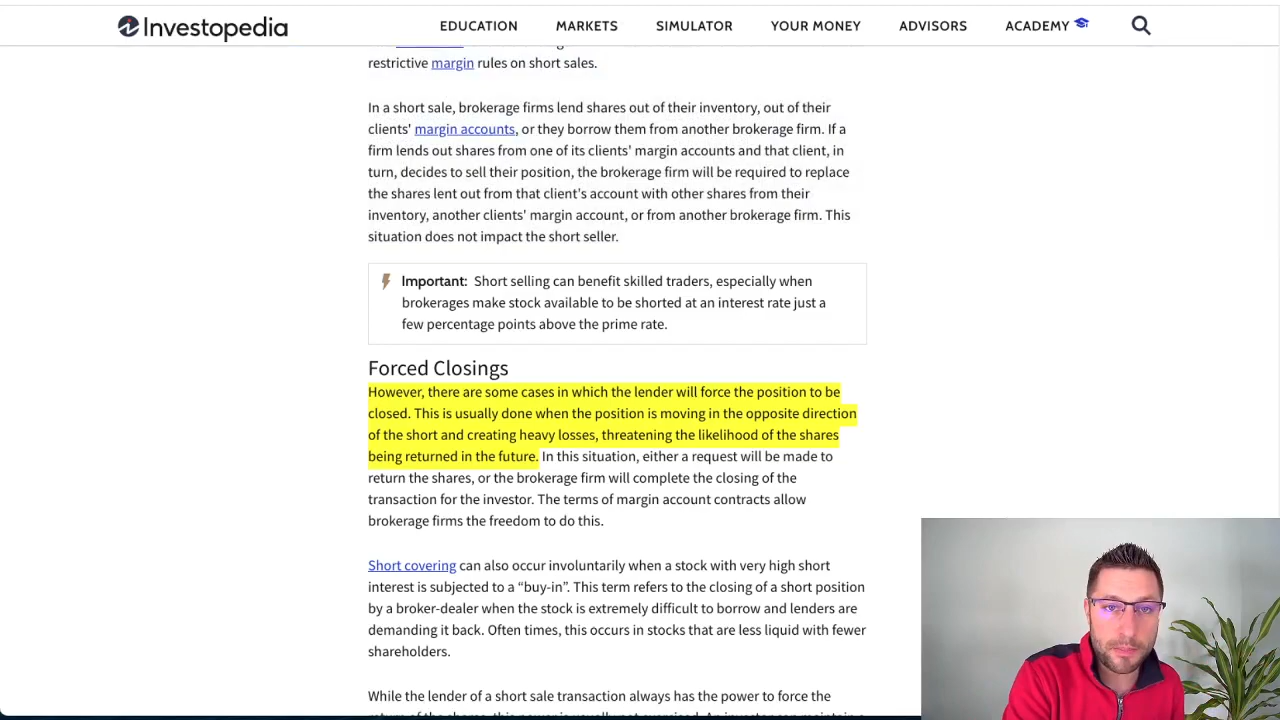 Investopedia
EDUCATION MARKETS SIMULATOR YOUR MONEY ADVISORS ACADEMY
restrictive margin rules on short sales.
In a short sale, brokerage firms lend shares out of their inventory, out of their
clients' margin accounts, or they borrow them from another brokerage firm. If a
firm lends out shares from one of its clients' margin accounts and that client, in
turn, decides to sell their position, the brokerage firm will be required to replace
the shares lent out from that client's account with other shares from their
inventory, another clients' margin account, or from another brokerage firm. This
situation does not impact the short seller.
Important: Short selling can benefit skilled traders, especially when
brokerages make stock available to be shorted at an interest rate just a
few percentage points above the prime rate.
Forced Closings
However, there are some cases in which the lender will force the position to be
closed. This is usually done when the position is moving in the opposite direction
of the short and creating heavy losses, threatening the likelihood of the shares
being returned in the future. In this situation, either a request will be made to
return the shares, or the brokerage firm will complete the closing of the
transaction for the investor. The terms of margin account contracts allow
brokerage firms the freedom to do this.
Short covering can also occur involuntarily when a stock with very high short
interest is subjected to a “buy-in”. This term refers to the closing of a short position
by a broker-dealer when the stock is extremely difficult to borrow and lenders are
demanding it back. Often times, this occurs in stocks that are less liquid with fewer
shareholders.
While the lender of a short sale transaction always has the power to force the